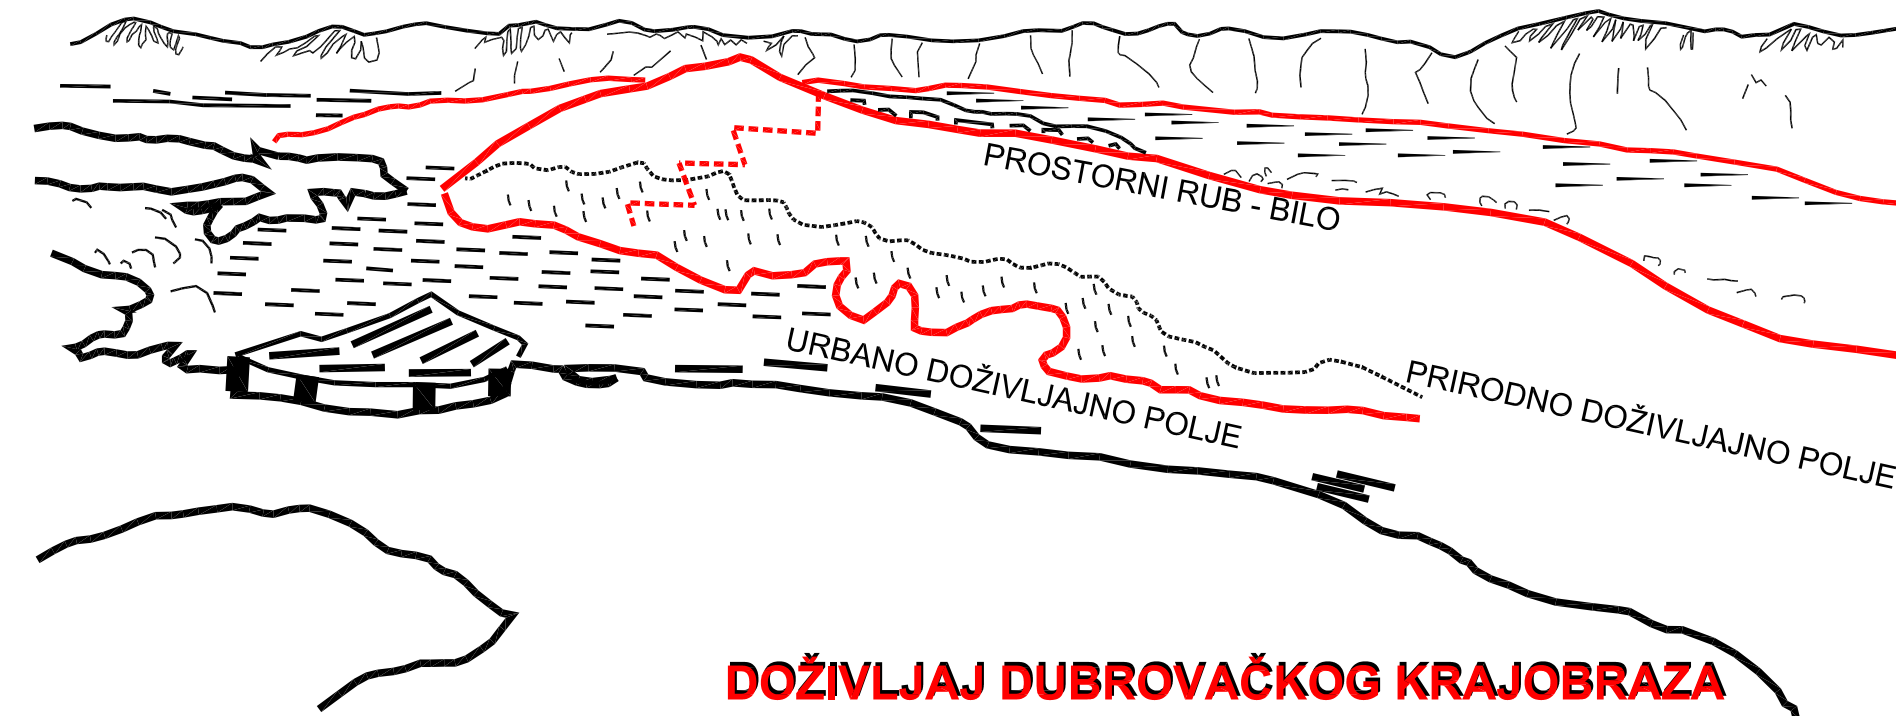 PROSTORNI RUB - BILO
URBANO DOŽIVLJAJNO POLJE
PRIRODNO DOŽIVLJAJNO POLJE
DOŽIVLJAJ DUBROVAČKOG KRAJOBRAZA